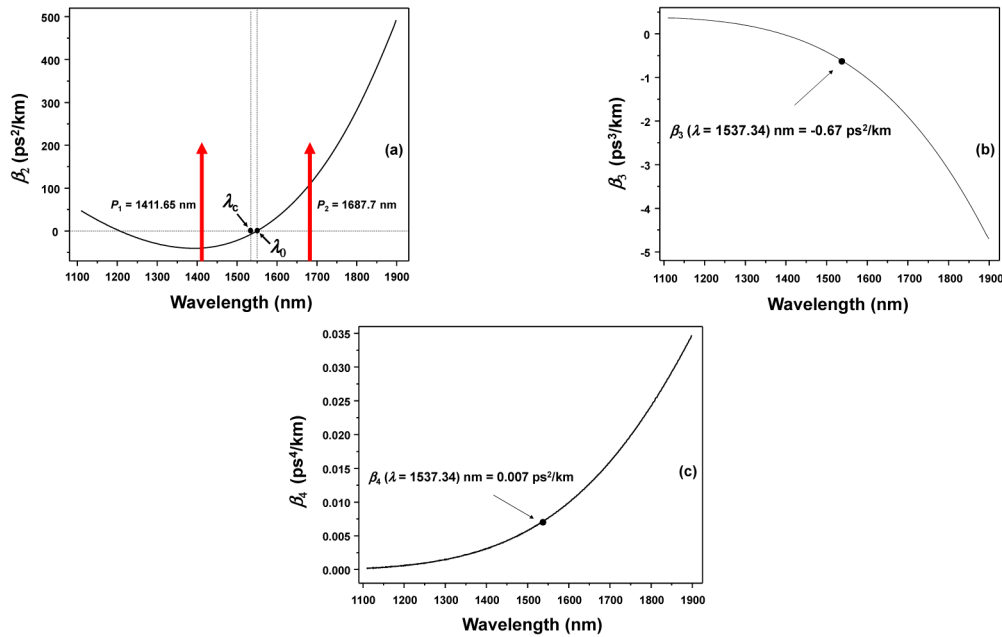 500
400
300
200
100
0
β₂ (ps²/km)
(a)
P₁ = 1411.65 nm
λc
P₂ = 1687.7 nm
λ₀
1100 1200 1300 1400 1500 1600 1700 1800 1900
Wavelength (nm)
0
-1
-2
-3
-4
-5
β₃ (ps³/km)
β₃ (λ = 1537.34) nm = -0.67 ps²/km
(b)
1100 1200 1300 1400 1500 1600 1700 1800 1900
Wavelength (nm)
0.035
0.030
0.025
0.020
0.015
0.010
0.005
0.000
β₄ (ps⁴/km)
β₄ (λ = 1537.34) nm = 0.007 ps²/km
(c)
1100 1200 1300 1400 1500 1600 1700 1800 1900
Wavelength (nm)